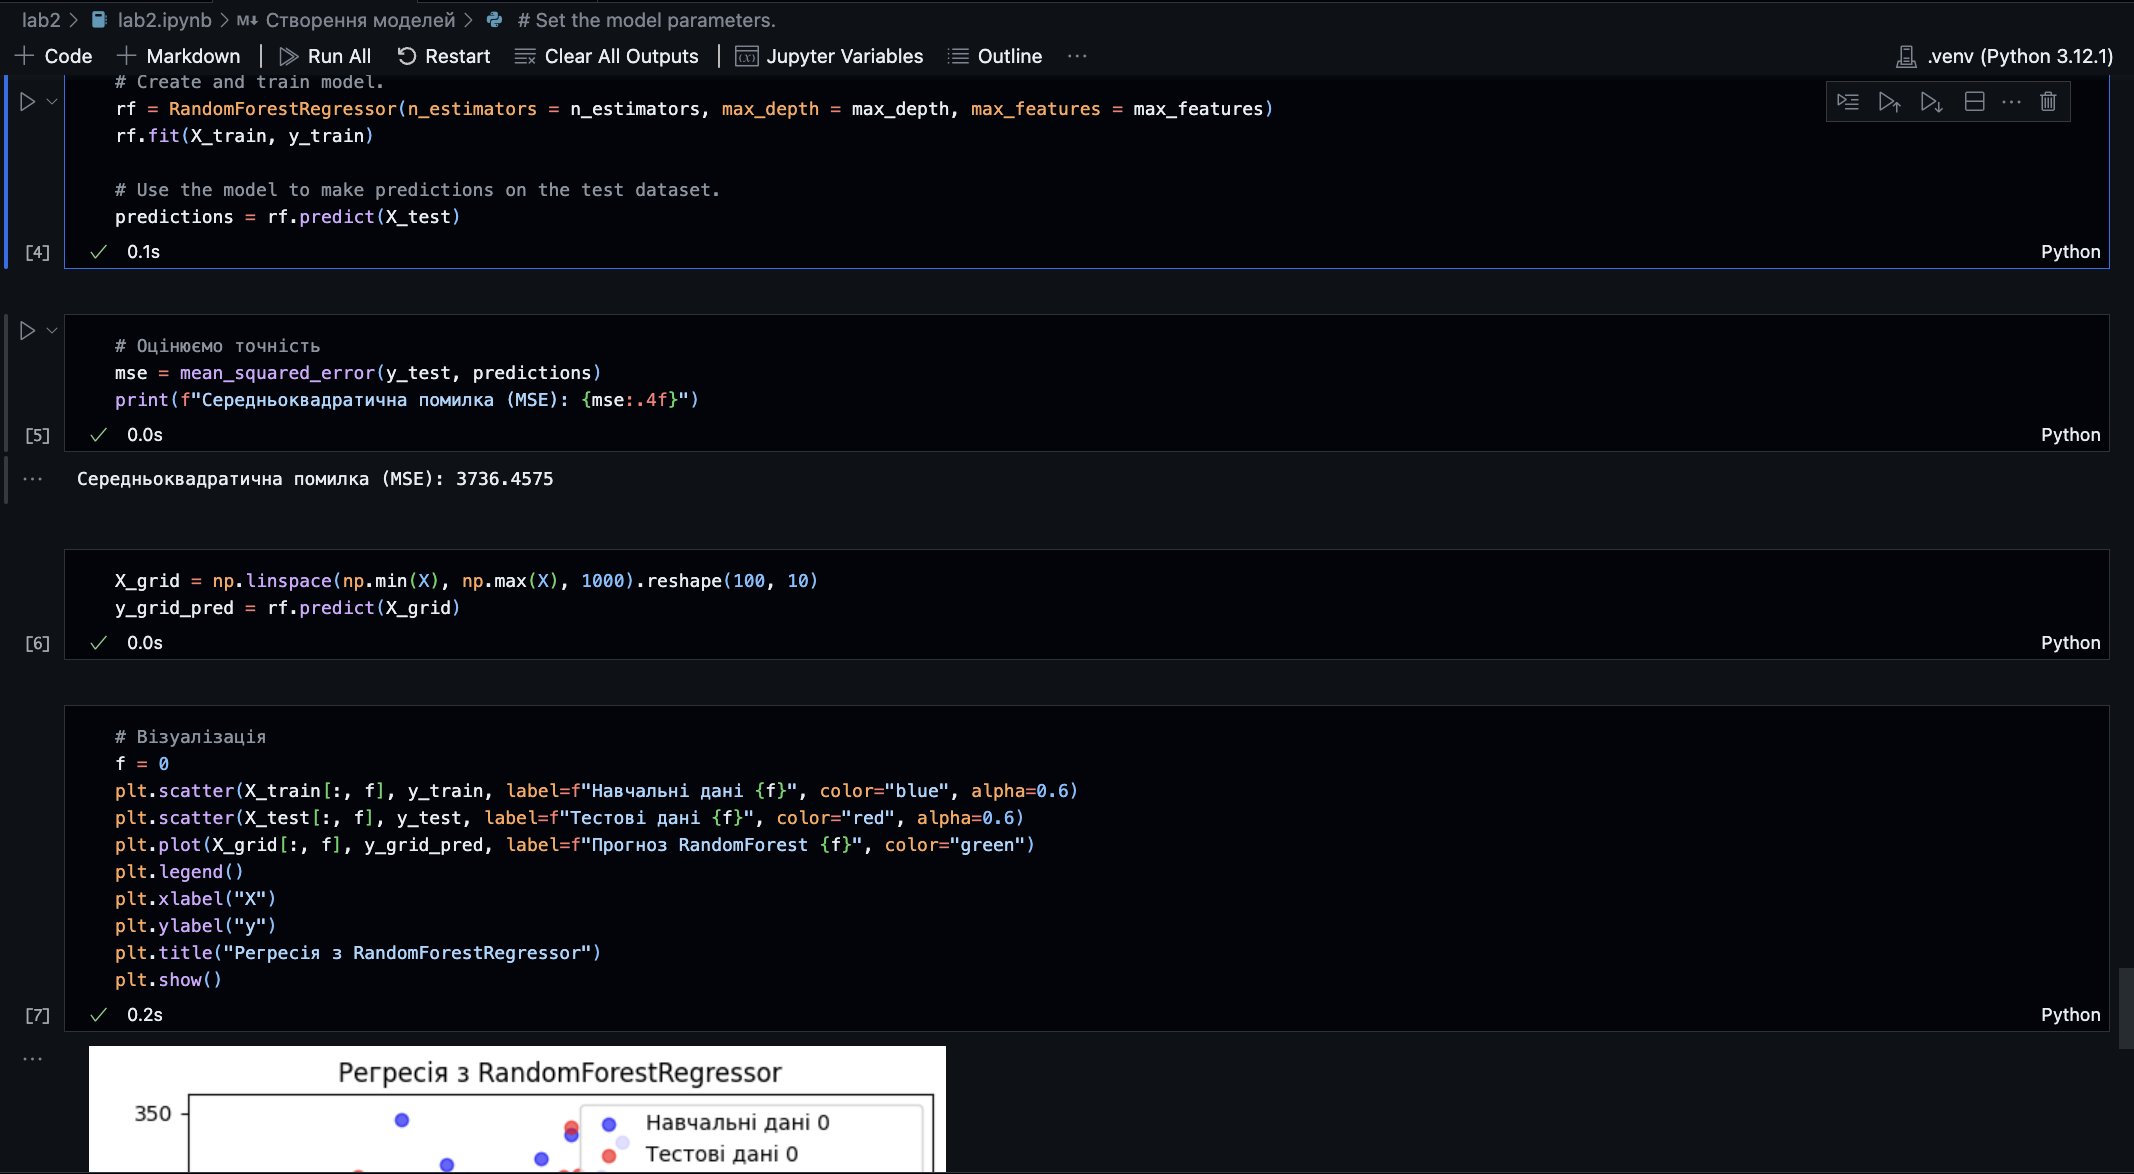 lab2 > lab2.ipynb > M↓ Створення моделей > # Set the model parameters.
+ Code + Markdown | Run All Restart Clear All Outputs | Jupyter Variables Outline ... .venv (Python 3.12.1)
# Create and train model.
rf = RandomForestRegressor(n_estimators = n_estimators, max_depth = max_depth, max_features = max_features)
rf.fit(X_train, y_train)
# Use the model to make predictions on the test dataset.
predictions = rf.predict(X_test)
[4] ✓ 0.1s Python
# Оцінюємо точність
mse = mean_squared_error(y_test, predictions)
print(f"Середньоквадратична помилка (MSE): {mse:.4f}")
[5] ✓ 0.0s Python
... Середньоквадратична помилка (MSE): 3736.4575
X_grid = np.linspace(np.min(X), np.max(X), 1000).reshape(100, 10)
y_grid_pred = rf.predict(X_grid)
[6] ✓ 0.0s Python
# Візуалізація
f = 0
plt.scatter(X_train[:, f], y_train, label=f"Навчальні дані {f}", color="blue", alpha=0.6)
plt.scatter(X_test[:, f], y_test, label=f"Тестові дані {f}", color="red", alpha=0.6)
plt.plot(X_grid[:, f], y_grid_pred, label=f"Прогноз RandomForest {f}", color="green")
plt.legend()
plt.xlabel("X")
plt.ylabel("y")
plt.title("Регресія з RandomForestRegressor")
plt.show()
[7] ✓ 0.2s Python
...
Регресія з RandomForestRegressor
350
Навчальні дані 0
Тестові дані 0